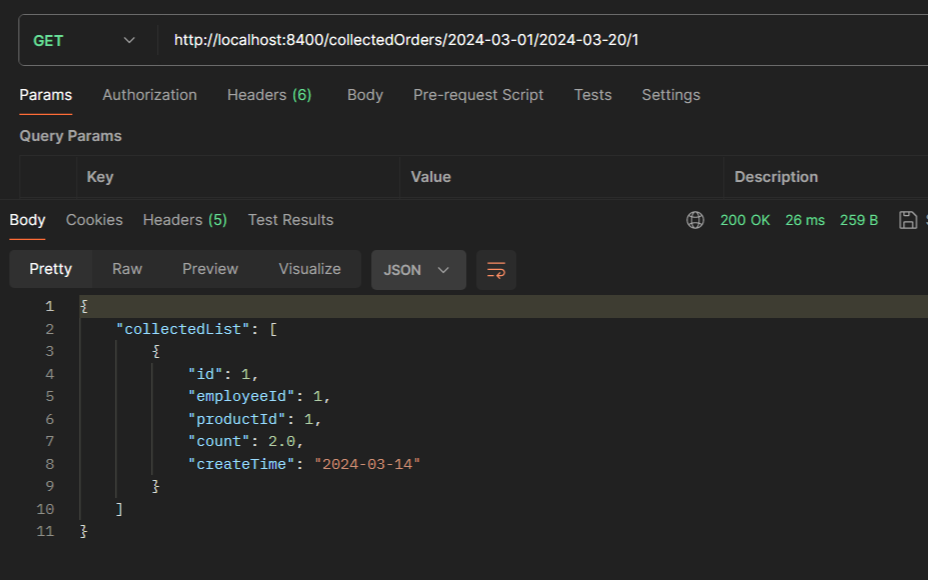 GET http://localhost:8400/collectedOrders/2024-03-01/2024-03-20/1
Params Authorization Headers (6) Body Pre-request Script Tests Settings
Query Params
Key Value Description
Body Cookies Headers (5) Test Results 200 OK 26 ms 259 B
Pretty Raw Preview Visualize JSON
1 {
2 "collectedList": [
3 {
4 "id": 1,
5 "employeeId": 1,
6 "productId": 1,
7 "count": 2.0,
8 "createTime": "2024-03-14"
9 }
10 ]
11 }